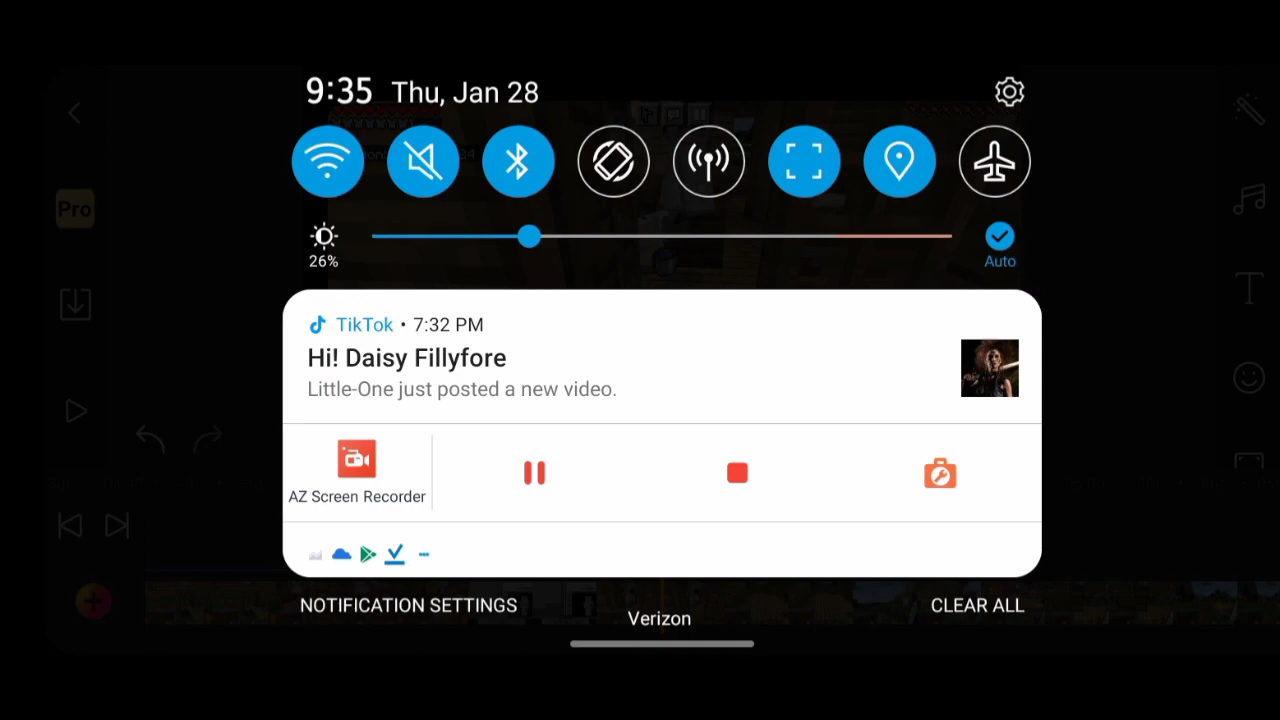 9:35 Thu, Jan 28
Pro
26%
Auto
TikTok • 7:32 PM
Hi! Daisy Fillyfore
Little-One just posted a new video.
AZ Screen Recorder
NOTIFICATION SETTINGS
CLEAR ALL
Verizon